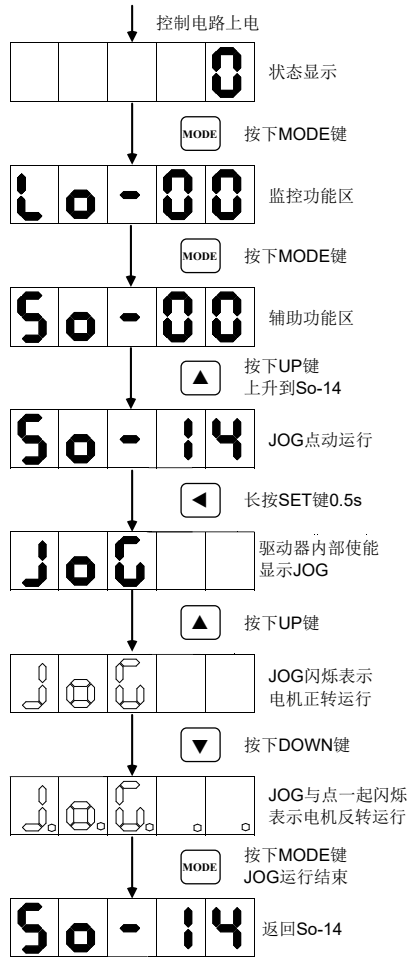 控制电路上电
0
状态显示
MODE
按下MODE键
Lo-00
监控功能区
MODE
按下MODE键
So-00
辅助功能区
按下UP键
上升到So-14
So-14
JOG点动运行
长按SET键0.5s
JoG
驱动器内部使能
显示JOG
按下UP键
JoG
JOG闪烁表示
电机正转运行
按下DOWN键
J.o.G. . .
JOG与点一起闪烁
表示电机反转运行
MODE
按下MODE键
JOG运行结束
So-14
返回So-14